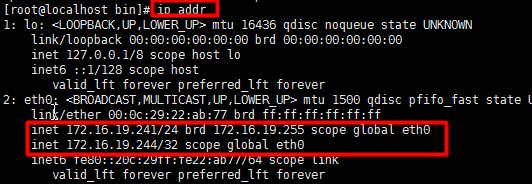 [root@localhost bin]# ip addr
1: lo: <LOOPBACK,UP,LOWER_UP> mtu 16436 qdisc noqueue state UNKNOWN
link/loopback 00:00:00:00:00:00 brd 00:00:00:00:00:00
inet 127.0.0.1/8 scope host lo
inet6 ::1/128 scope host
valid_lft forever preferred_lft forever
2: eth0: <BROADCAST,MULTICAST,UP,LOWER_UP> mtu 1500 qdisc pfifo_fast state U
link/ether 00:0c:29:22:ab:77 brd ff:ff:ff:ff:ff:ff
inet 172.16.19.241/24 brd 172.16.19.255 scope global eth0
inet 172.16.19.244/32 scope global eth0
inet6 fe80::20c:29ff:fe22:ab77/64 scope link
valid_lft forever preferred_lft forever